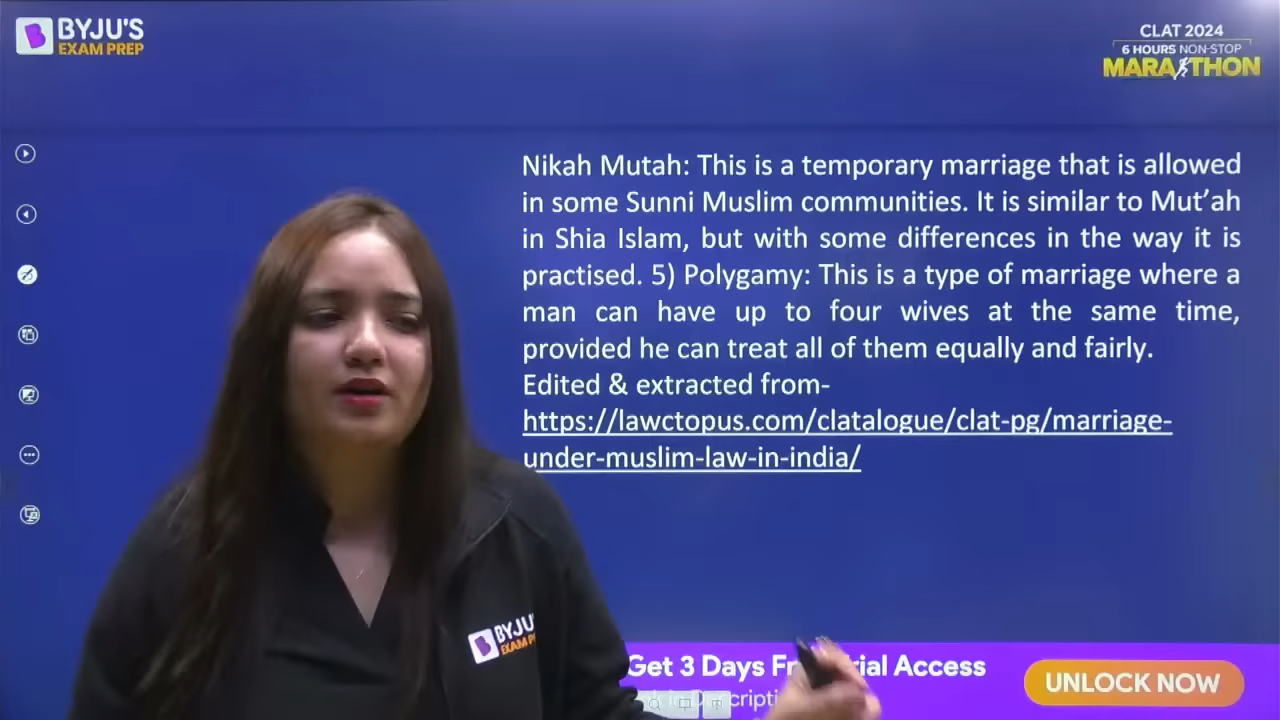 BYJU'S
EXAM PREP
CLAT 2024
6 HOURS NON-STOP
MARATHON
Nikah Mutah: This is a temporary marriage that is allowed
in some Sunni Muslim communities. It is similar to Mut’ah
in Shia Islam, but with some differences in the way it is
practised. 5) Polygamy: This is a type of marriage where a
man can have up to four wives at the same time,
provided he can treat all of them equally and fairly.
Edited & extracted from-
https://lawctopus.com/clatalogue/clat-pg/marriage-
under-muslim-law-in-india/
BYJU'
EXAM P
Get 3 Days Access
UNLOCK NOW